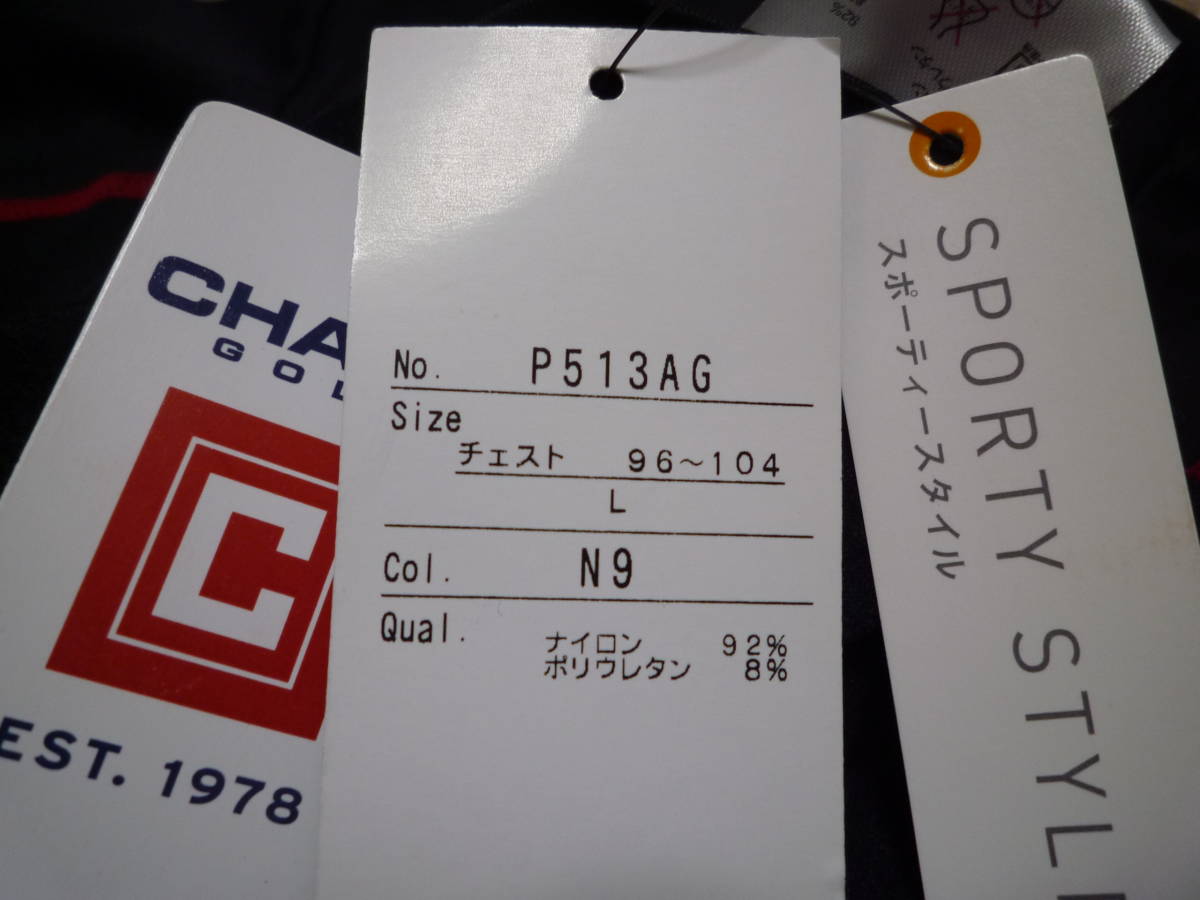 CHA
GOL
C
EST. 1978
No. P513AG
Size
チェスト 96~104
L
Col. N9
Qual. ナイロン 92%
ポリウレタン 8%
SPORTY STYL
スポーティースタイル
92%